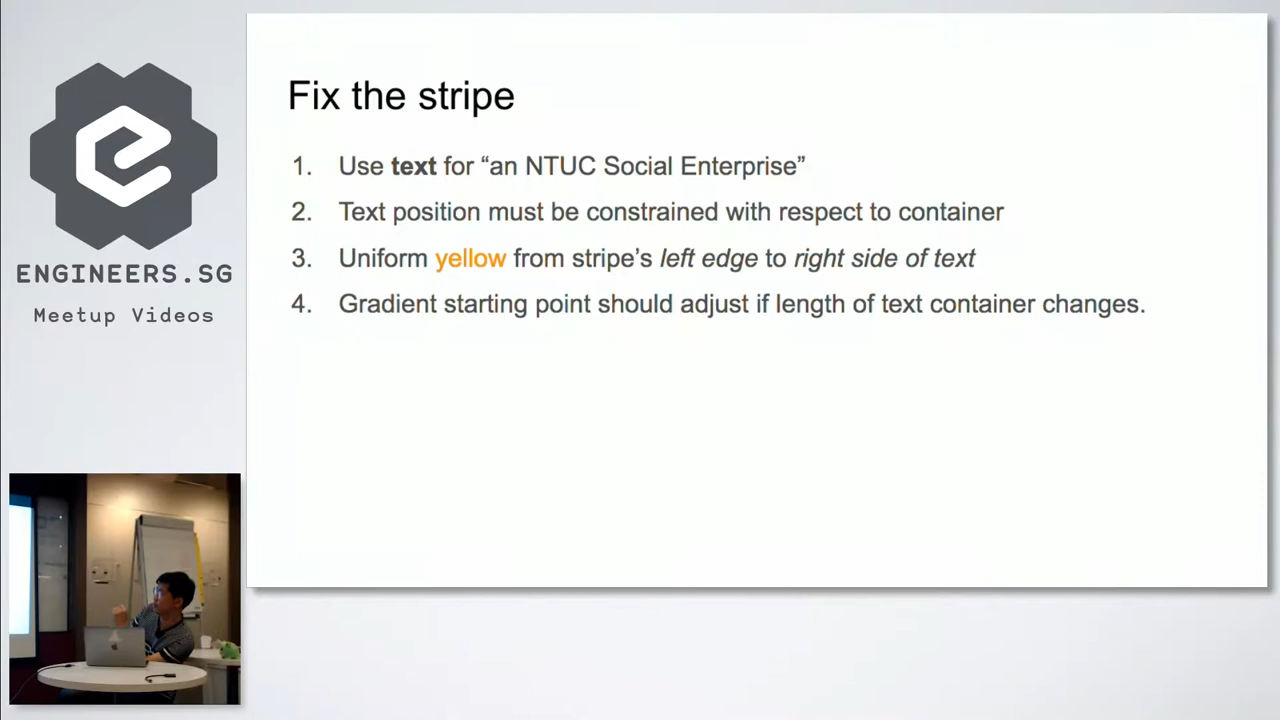 Fix the stripe
1. Use text for “an NTUC Social Enterprise”
2. Text position must be constrained with respect to container
3. Uniform yellow from stripe’s left edge to right side of text
4. Gradient starting point should adjust if length of text container changes.
ENGINEERS.SG
Meetup Videos